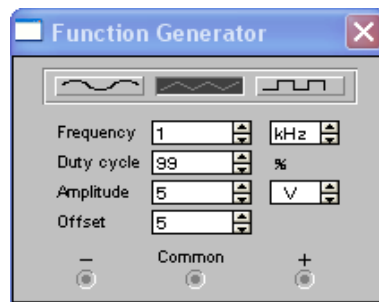 Function Generator
Frequency 1 kHz
Duty cycle 99 %
Amplitude 5 V
Offset 5
− Common +